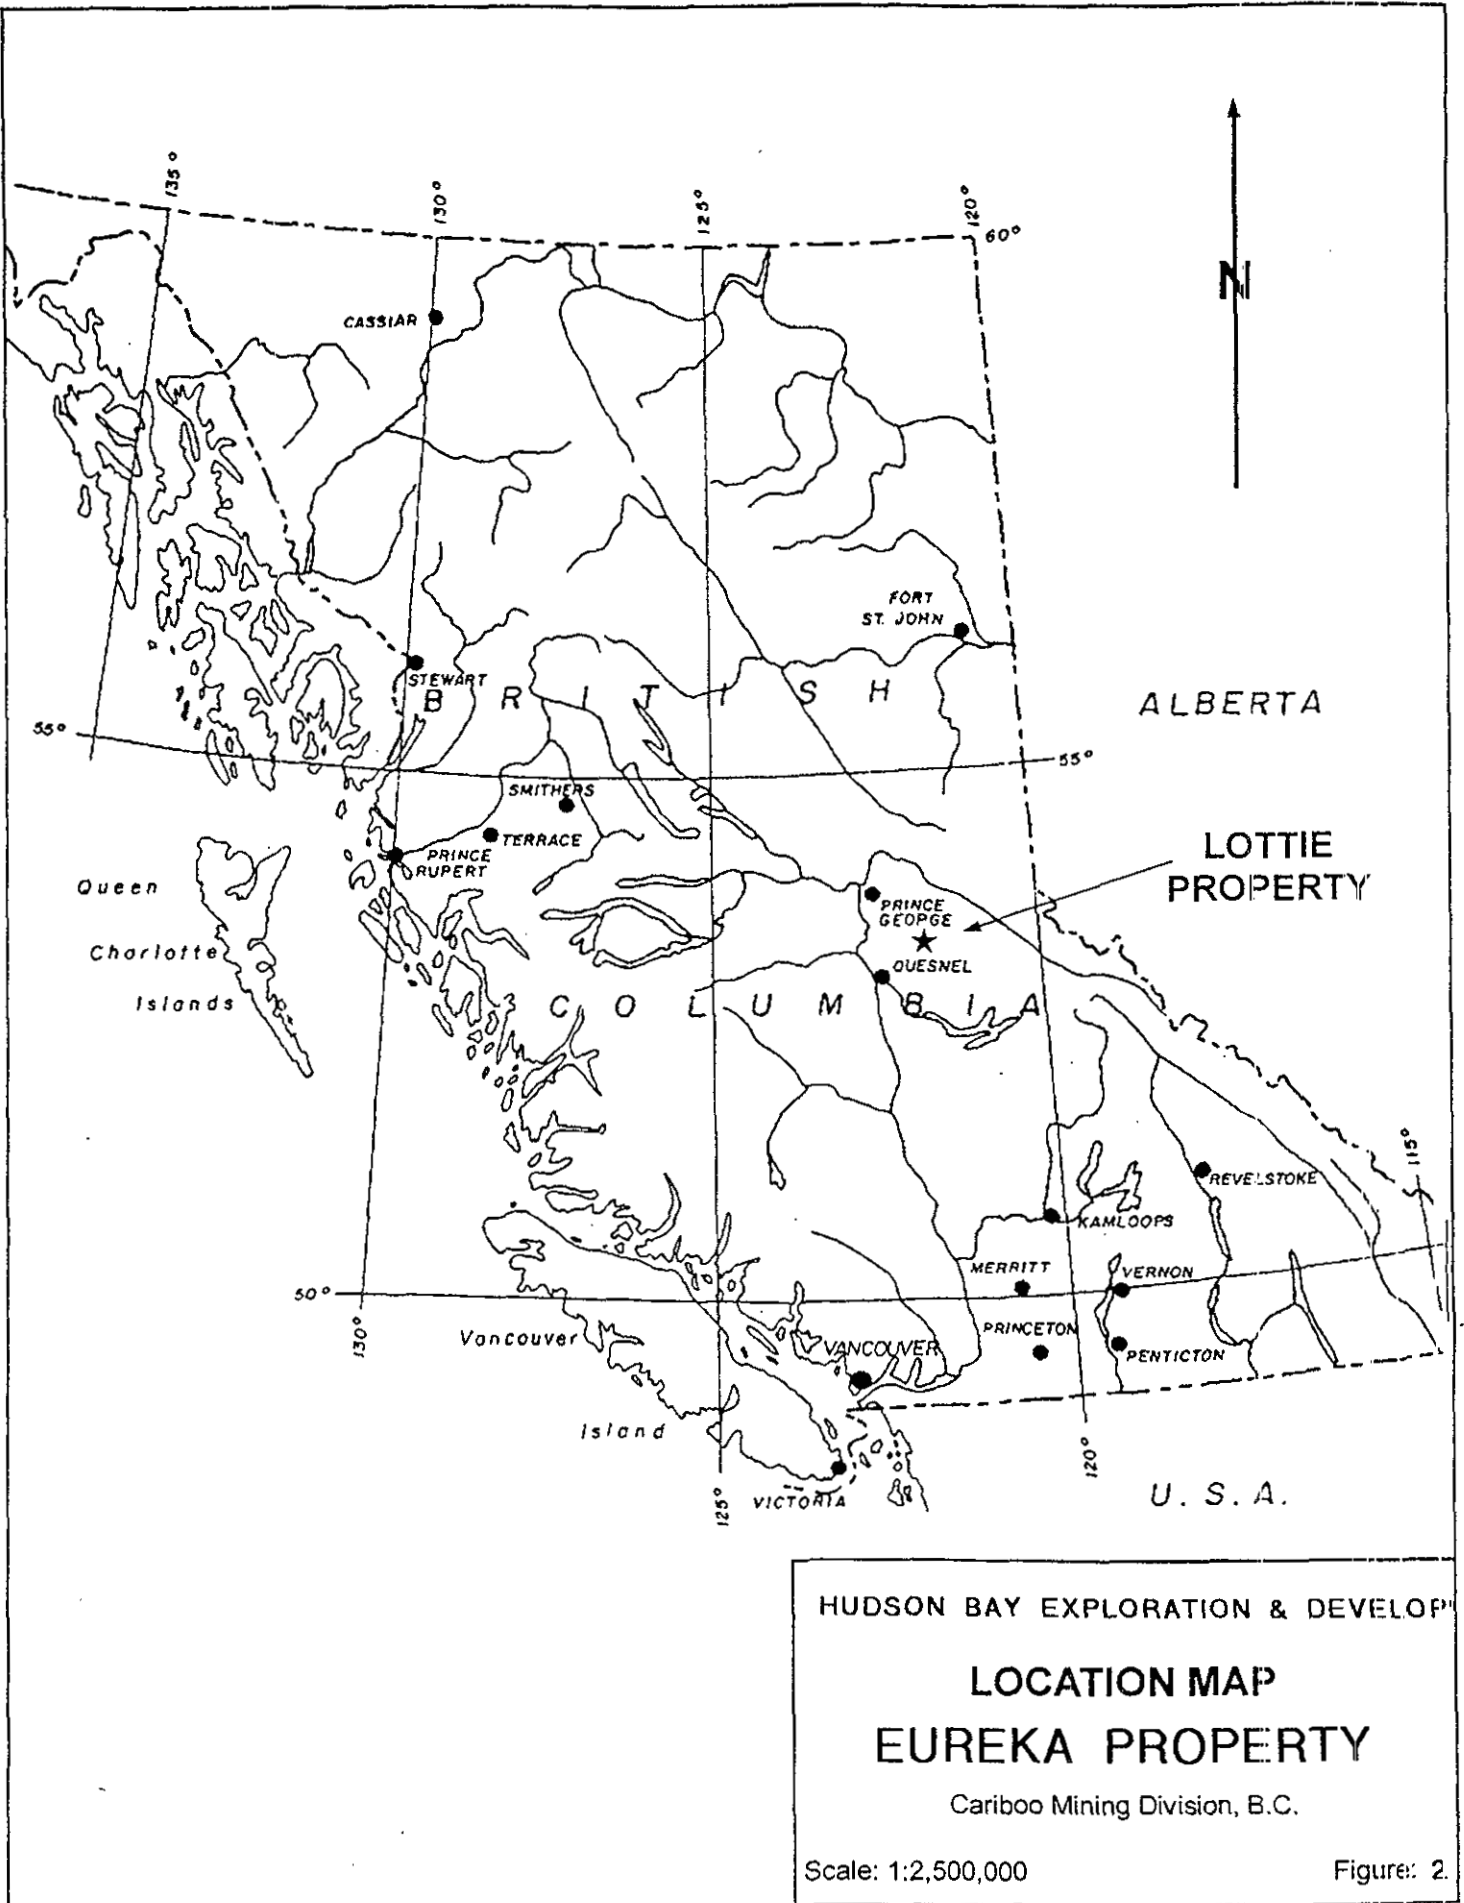 135°
130°
125°
120°
60°
N
CASSIAR
FORT
ST. JOHN
STEWART
BRITISH
ALBERTA
55°
55°
SMITHERS
TERRACE
PRINCE
RUPERT
LOTTIE
PROPERTY
Queen
Charlotte
Islands
PRINCE
GEORGE
QUESNEL
COLUMBIA
115°
REVELSTOKE
KAMLOOPS
MERRITT
VERNON
50°
130°
Vancouver
Island
PRINCETON
VANCOUVER
PENTICTON
120°
125°
VICTORIA
U. S. A.
HUDSON BAY EXPLORATION & DEVELOP
LOCATION MAP
EUREKA PROPERTY
Cariboo Mining Division, B.C.
Scale: 1:2,500,000
Figure: 2.